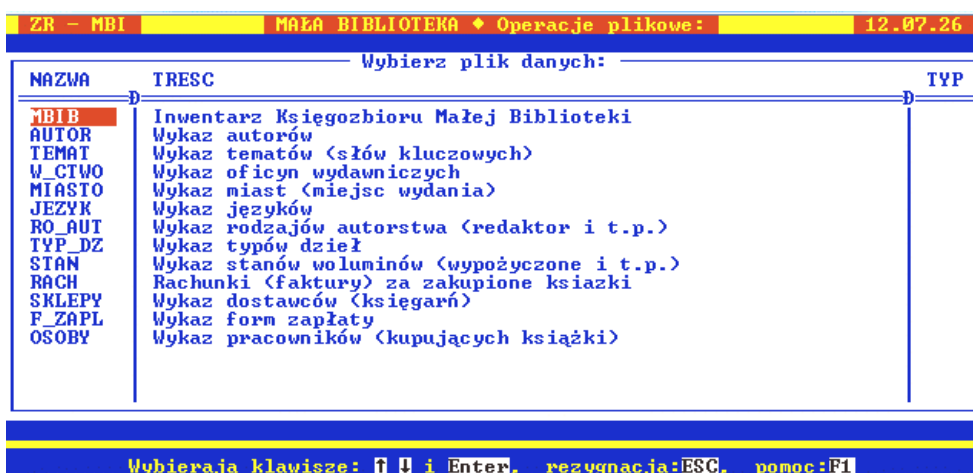 ZR - MBI MAŁA BIBLIOTEKA ♦ Operacje plikowe: 12.07.26
Wybierz plik danych:
NAZWA TRESC TYP
MBIB Inwentarz Księgozbioru Małej Biblioteki
AUTOR Wykaz autorów
TEMAT Wykaz tematów (słów kluczowych)
W_CTWO Wykaz oficyn wydawniczych
MIASTO Wykaz miast (miejsc wydania)
JEZYK Wykaz języków
RO_AUT Wykaz rodzajów autorstwa (redaktor i t.p.)
TYP_DZ Wykaz typów dzieł
STAN Wykaz stanów woluminów (wypożyczone i t.p.)
RACH Rachunki (faktury) za zakupione ksiazki
SKLEPY Wykaz dostawców (księgarń)
F_ZAPL Wykaz form zapłaty
OSOBY Wykaz pracowników (kupujących książki)
Wybieraja klawisze: ↑ ↓ i Enter, rezygnacja:ESC, pomoc:F1